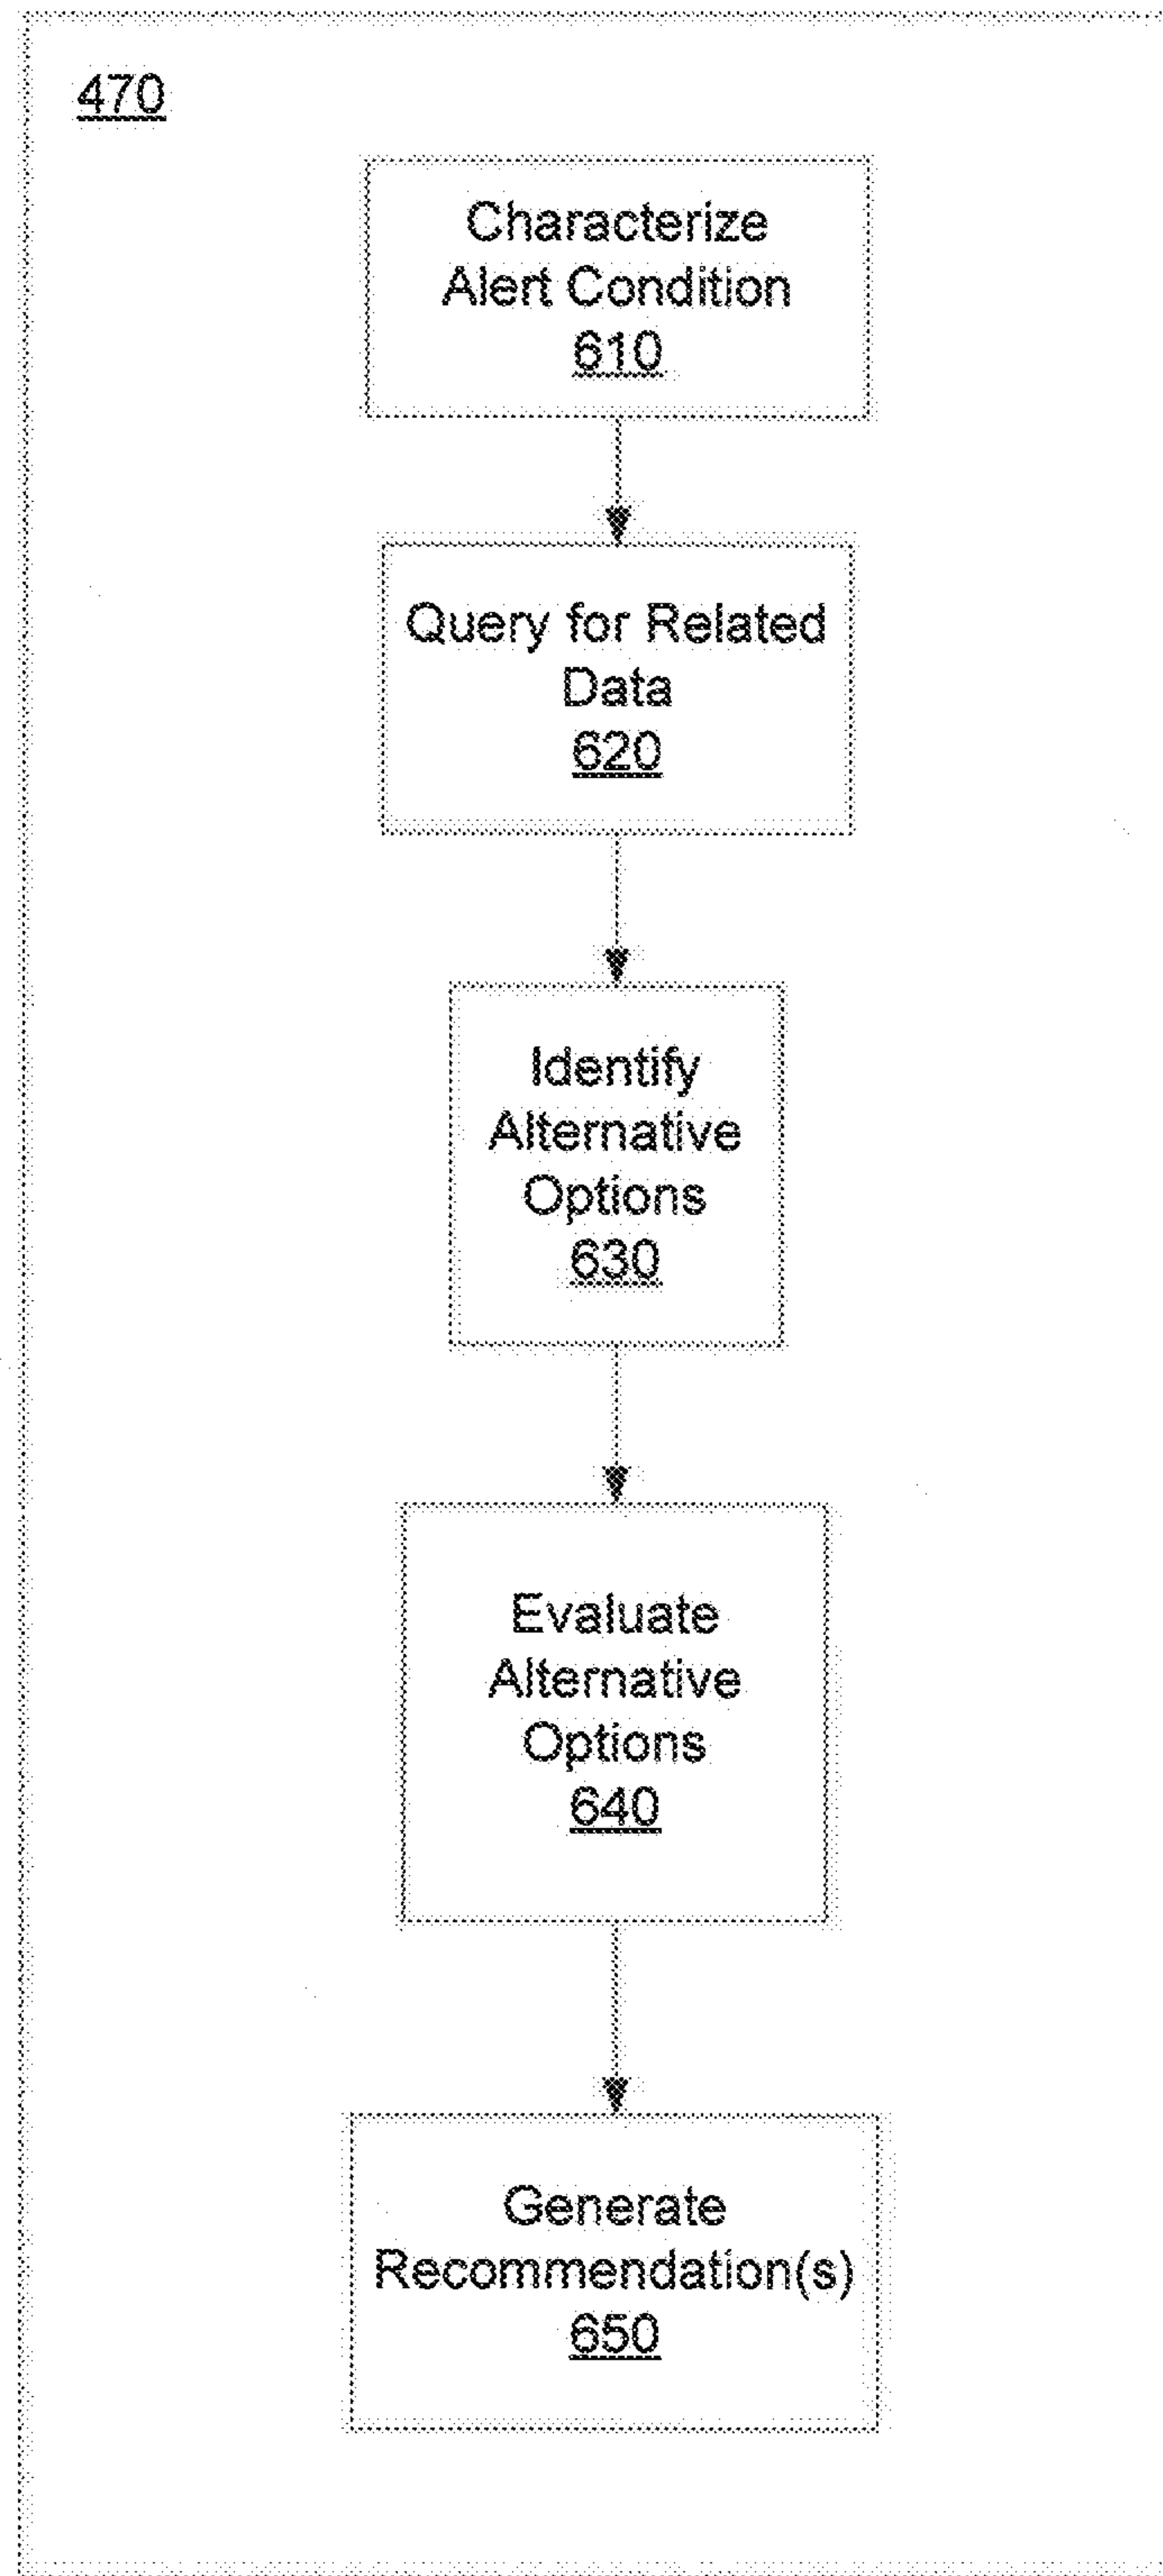 470
Characterize
Alert Condition
610
Query for Related
Data
620
Identify
Alternative
Options
630
Evaluate
Alternative
Options
640
Generate
Recommendation(s)
650